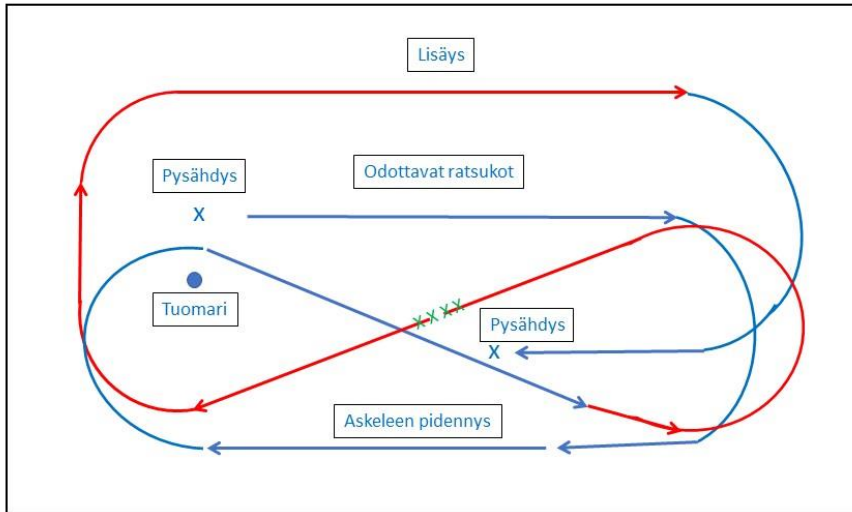 Lisäys
Pysähdys
Odottavat ratsukot
X
Tuomari
X X X X
Pysähdys
X
Askeleen pidennys